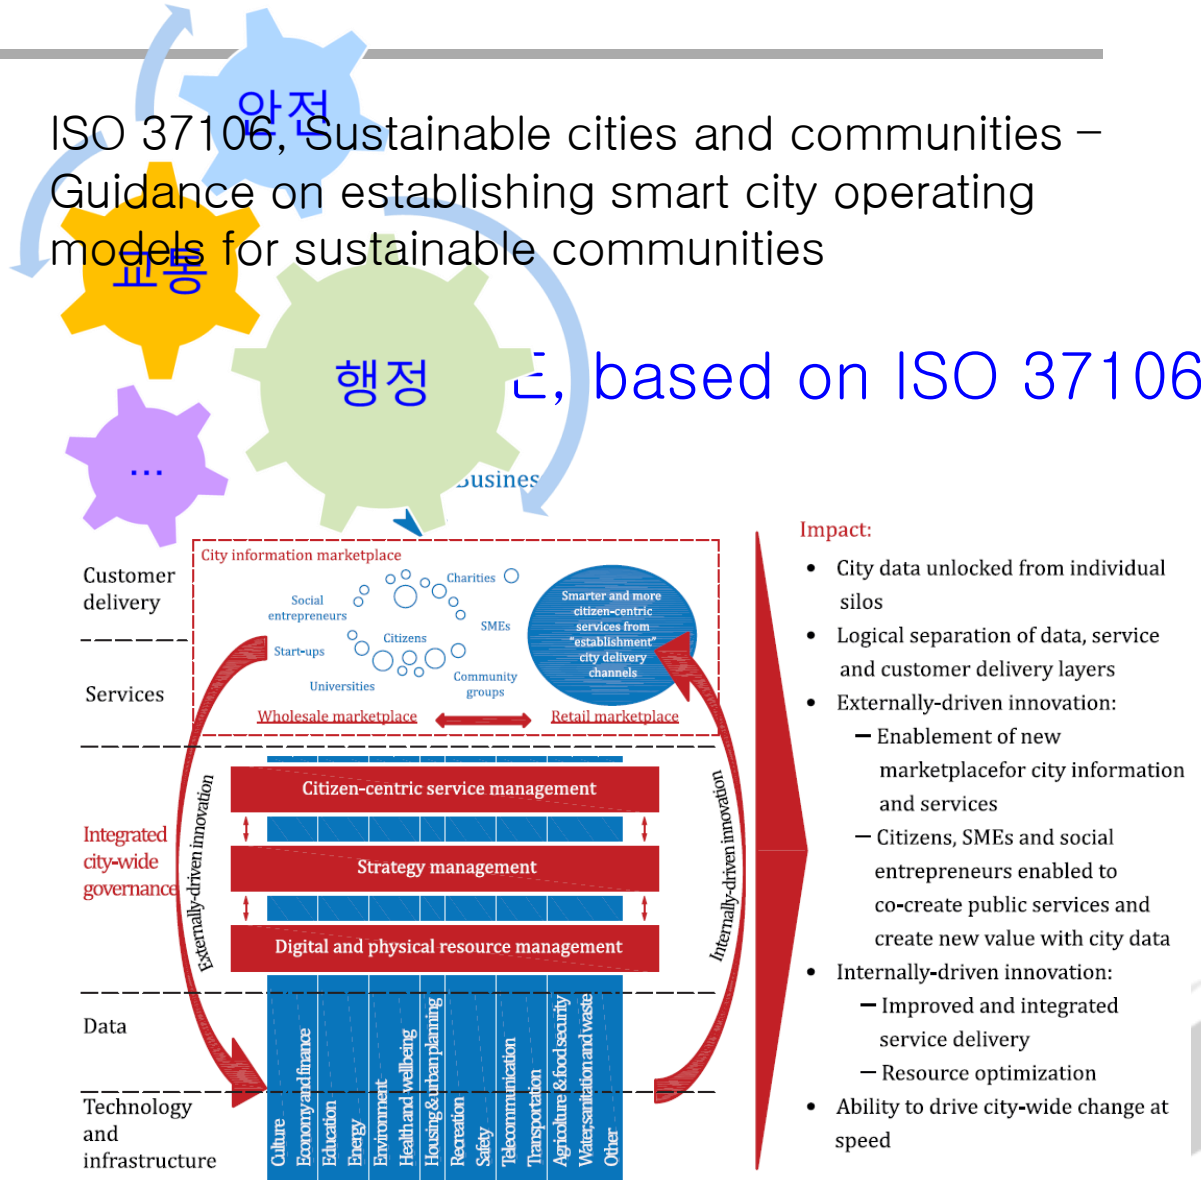 안전
ISO 37106, Sustainable cities and communities –
Guidance on establishing smart city operating
models for sustainable communities
교통
행정
E, based on ISO 37106
...
Busines
City information marketplace
Customer
delivery
Services
Social
entrepreneurs
Charities
SMEs
Citizens
Start-ups
Universities
Community
groups
Smarter and more
citizen-centric
services from
"establishment"
city delivery
channels
Wholesale marketplace
Retail marketplace
Integrated
city-wide
governance
Externally-driven innovation
Citizen-centric service management
Strategy management
Digital and physical resource management
Internally-driven innovation
Data
Technology
and
infrastructure
Culture
Economy and finance
Education
Energy
Environment
Health and wellbeing
Housing & urban planning
Recreation
Safety
Telecommunication
Transportation
Agriculture & food security
Water, sanitation and waste
Other
Impact:
• City data unlocked from individual
silos
• Logical separation of data, service
and customer delivery layers
• Externally-driven innovation:
— Enablement of new
marketplacefor city information
and services
— Citizens, SMEs and social
entrepreneurs enabled to
co-create public services and
create new value with city data
• Internally-driven innovation:
— Improved and integrated
service delivery
— Resource optimization
• Ability to drive city-wide change at
speed